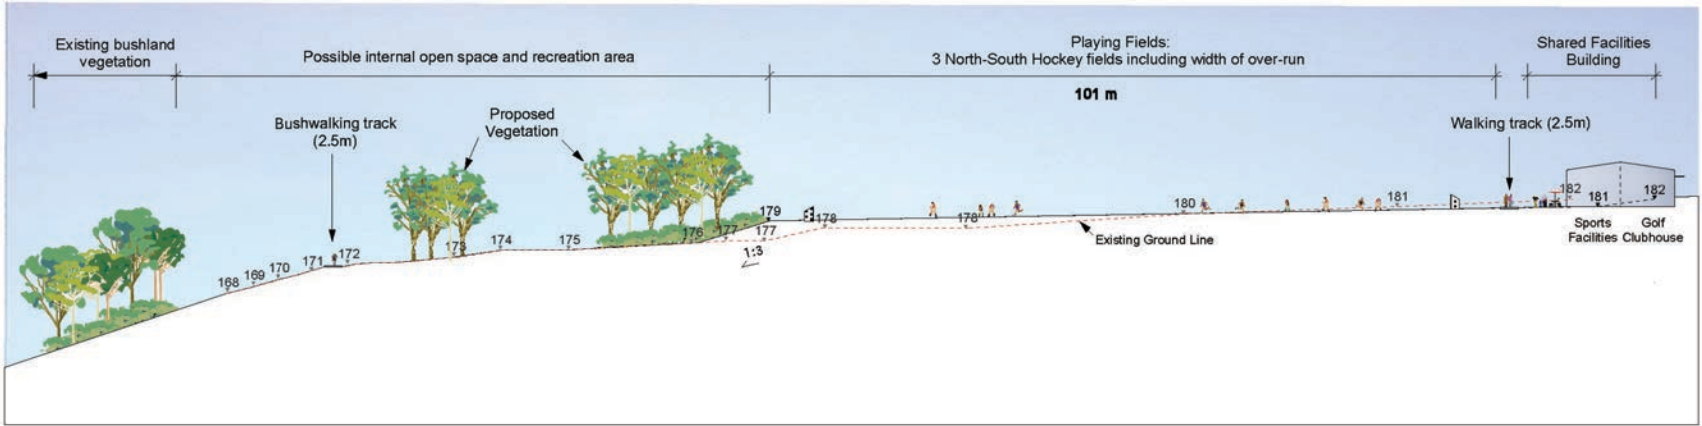 Existing bushland
vegetation
Possible internal open space and recreation area
Playing Fields:
3 North-South Hockey fields including width of over-run
101 m
Shared Facilities
Building
Bushwalking track
(2.5m)
Proposed
Vegetation
Walking track (2.5m)
168
169
170
171
172
173
174
175
176
177
177
179
178
178
180
181
182
181
182
1:3
Existing Ground Line
Sports
Facilities
Golf
Clubhouse